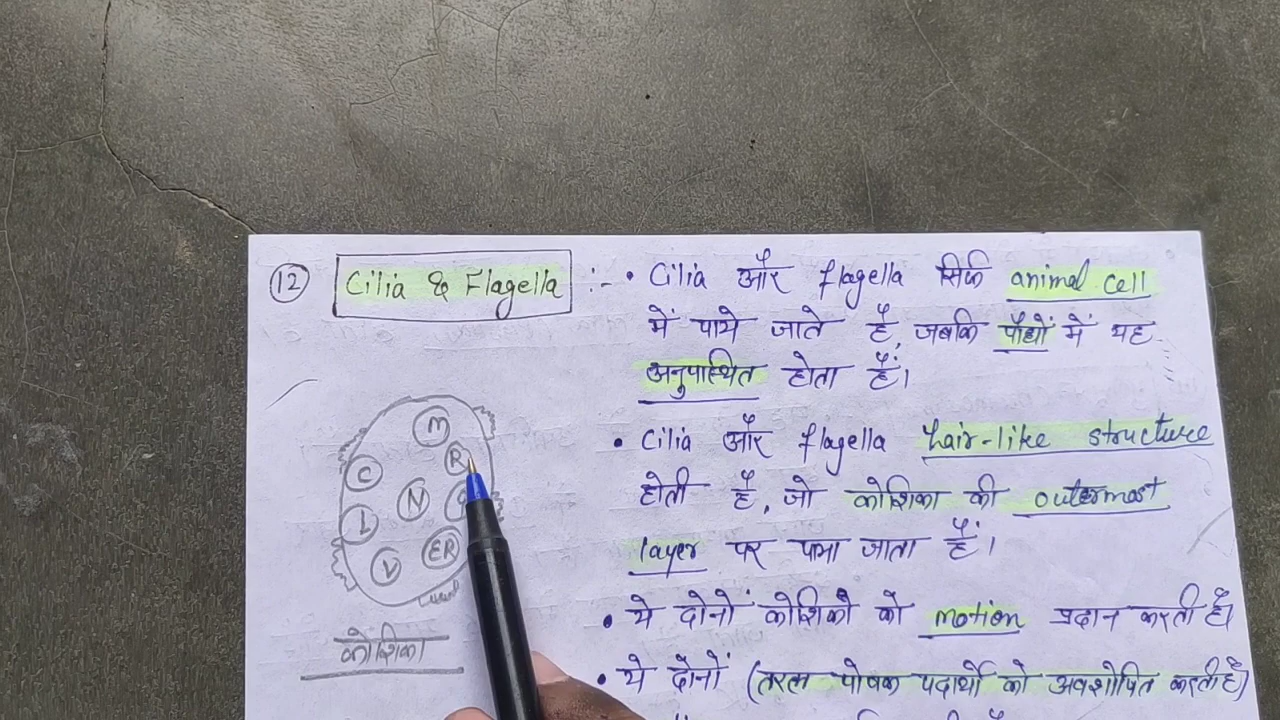 12 Cilia & Flagella :- • Cilia और flagella सिर्फ animal cell
में पाये जाते है, जबकि पौधों में यह
अनुपास्थित होता हैं।
• Cilia और flagella hair-like structure
होती है, जो कोशिका की outermost
layer पर पाया जाता हैं।
• ये दोनों कोशिको को motion प्रदान करती है।
• ये दोनों (तरल पोषक पदार्थो को अवशोषित करती है)
M
R
C
N
L
ER
V
कोशिका